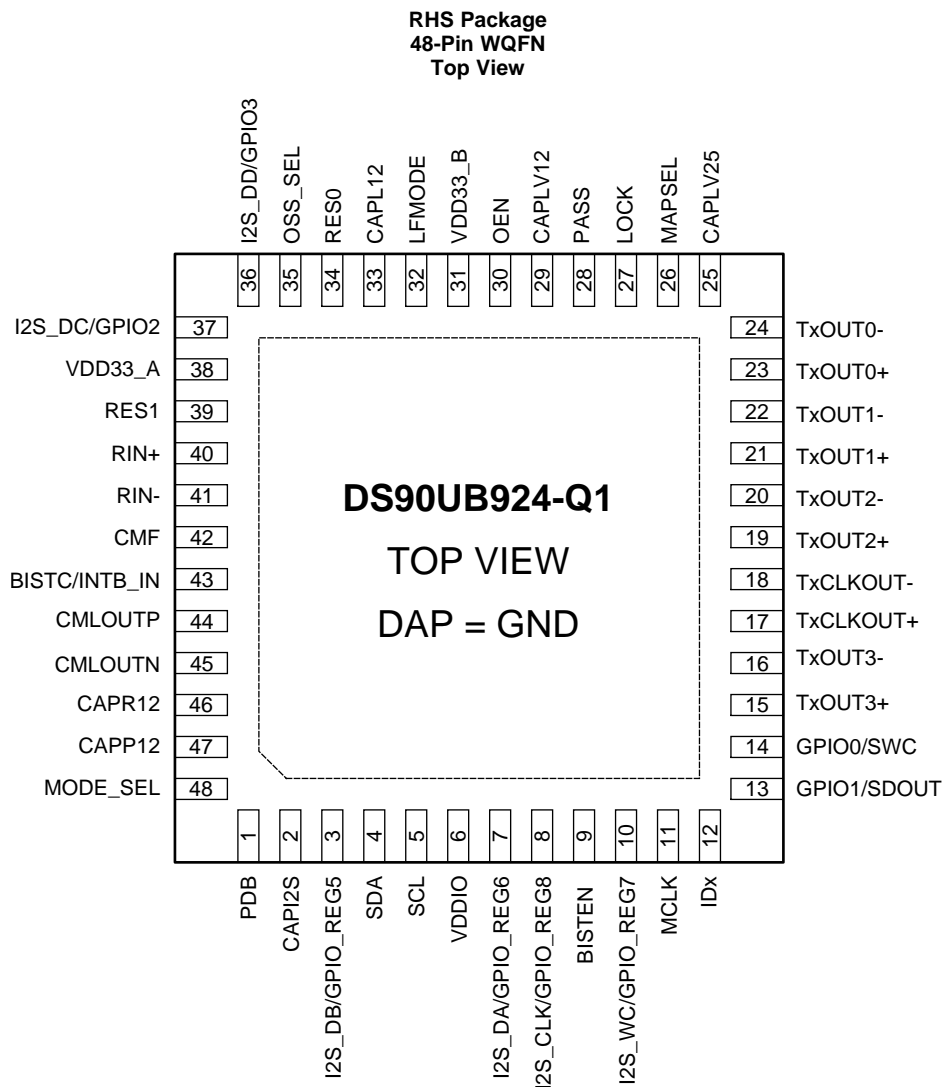 RHS Package
48-Pin WQFN
Top View
I2S_DD/GPIO3
OSS_SEL
RES0
CAPL12
LFMODE
VDD33_B
OEN
CAPLV12
PASS
LOCK
MAPSEL
CAPLV25
36
35
34
33
32
31
30
29
28
27
26
25
I2S_DC/GPIO2 37
VDD33_A 38
RES1 39
RIN+ 40
RIN- 41
CMF 42
BISTC/INTB_IN 43
CMLOUTP 44
CMLOUTN 45
CAPR12 46
CAPP12 47
MODE_SEL 48
DS90UB924-Q1
TOP VIEW
DAP = GND
24 TxOUT0-
23 TxOUT0+
22 TxOUT1-
21 TxOUT1+
20 TxOUT2-
19 TxOUT2+
18 TxCLKOUT-
17 TxCLKOUT+
16 TxOUT3-
15 TxOUT3+
14 GPIO0/SWC
13 GPIO1/SDOUT
1
2
3
4
5
6
7
8
9
10
11
12
PDB
CAPI2S
I2S_DB/GPIO_REG5
SDA
SCL
VDDIO
I2S_DA/GPIO_REG6
I2S_CLK/GPIO_REG8
BISTEN
I2S_WC/GPIO_REG7
MCLK
IDx